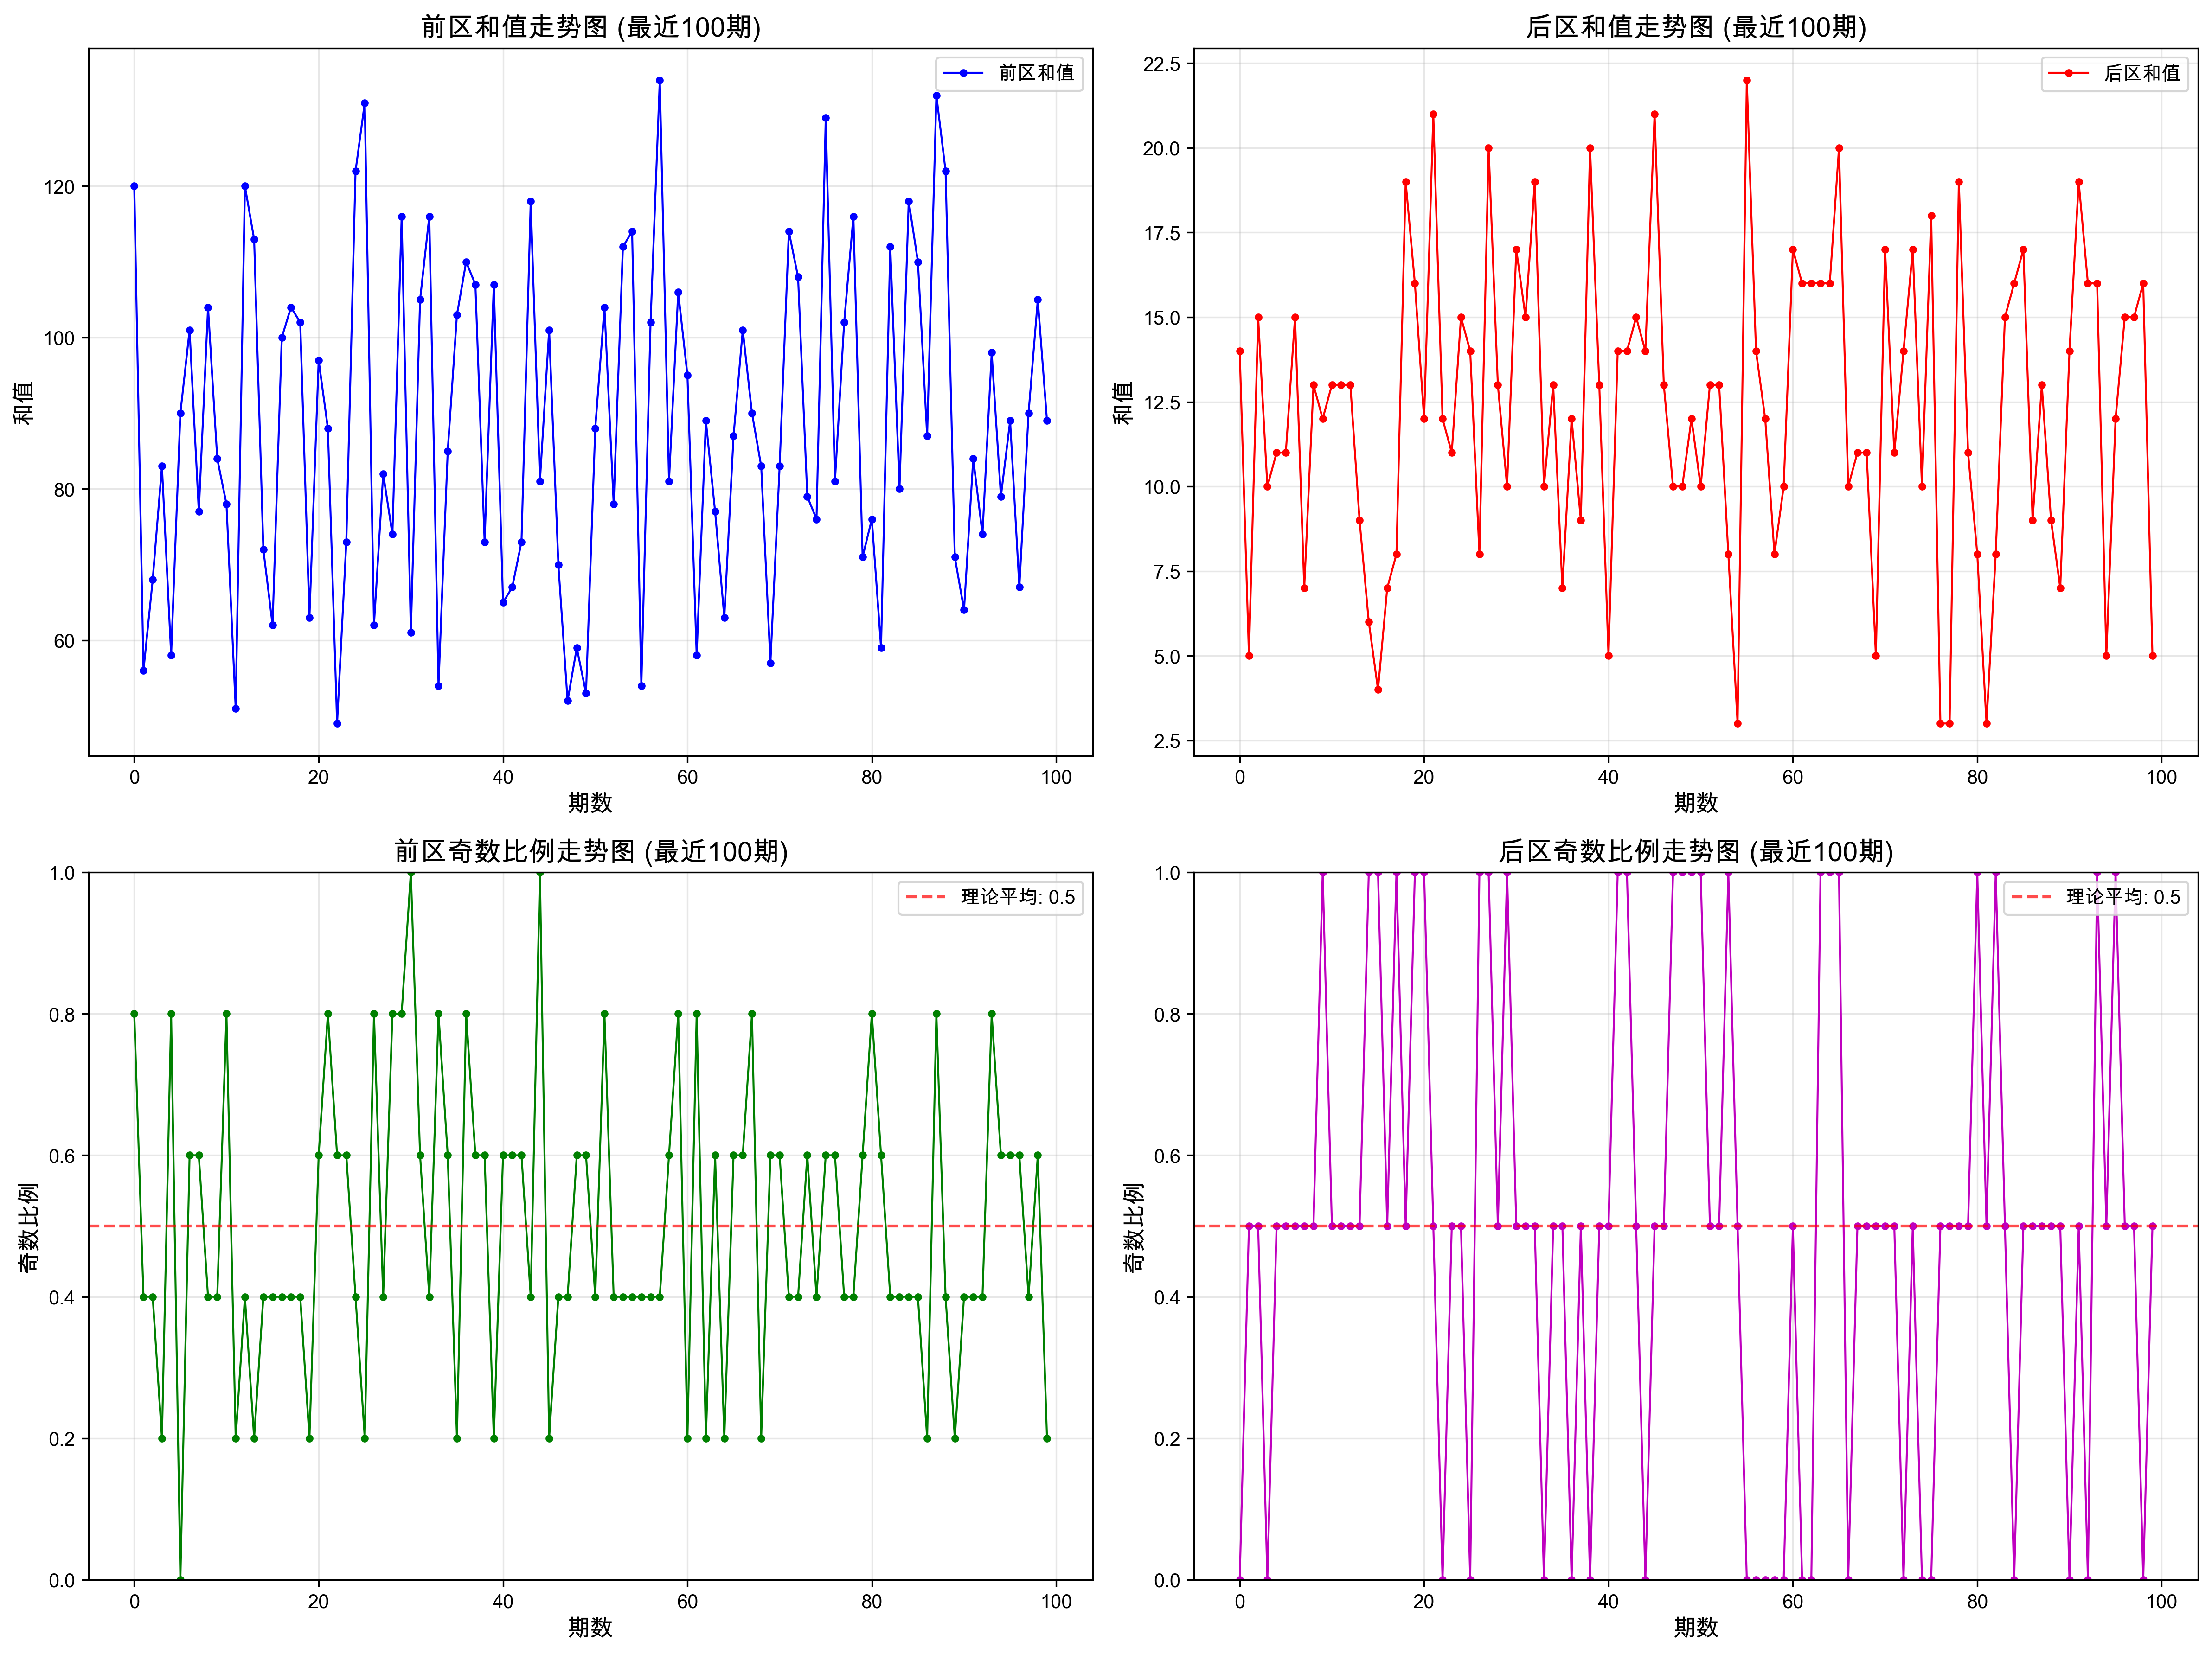 前区和值走势图 (最近100期)
前区和值
和值
120
100
80
60
0 20 40 60 80 100
期数
后区和值走势图 (最近100期)
后区和值
和值
22.5
20.0
17.5
15.0
12.5
10.0
7.5
5.0
2.5
0 20 40 60 80 100
期数
前区奇数比例走势图 (最近100期)
理论平均: 0.5
奇数比例
1.0
0.8
0.6
0.4
0.2
0.0
0 20 40 60 80 100
期数
后区奇数比例走势图 (最近100期)
理论平均: 0.5
奇数比例
1.0
0.8
0.6
0.4
0.2
0.0
0 20 40 60 80 100
期数